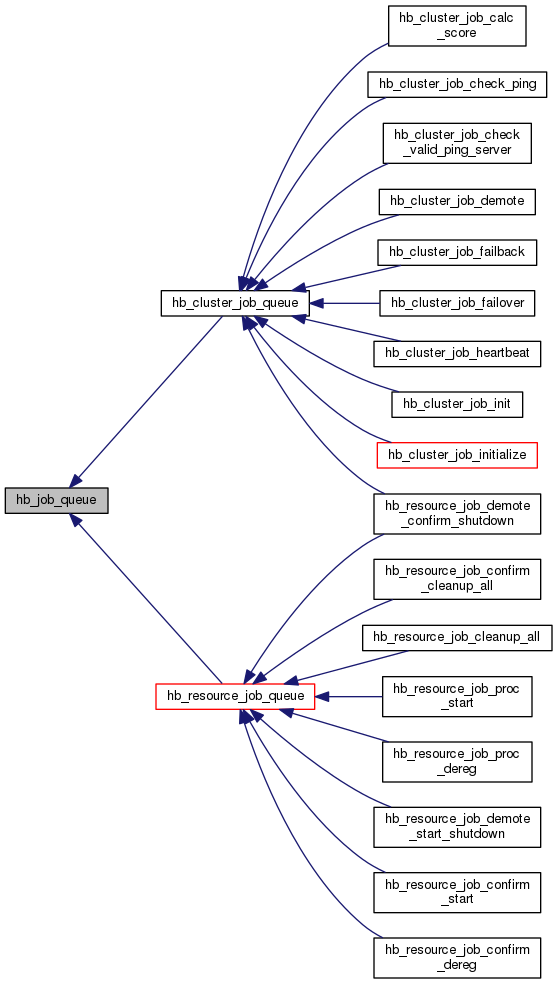 hb_cluster_job_calc
_score
hb_cluster_job_check_ping
hb_cluster_job_check
_valid_ping_server
hb_cluster_job_demote
hb_cluster_job_failback
hb_cluster_job_queue
hb_cluster_job_failover
hb_cluster_job_heartbeat
hb_cluster_job_init
hb_cluster_job_initialize
hb_job_queue
hb_resource_job_demote
_confirm_shutdown
hb_resource_job_confirm
_cleanup_all
hb_resource_job_cleanup_all
hb_resource_job_queue
hb_resource_job_proc
_start
hb_resource_job_proc
_dereg
hb_resource_job_demote
_start_shutdown
hb_resource_job_confirm
_start
hb_resource_job_confirm
_dereg